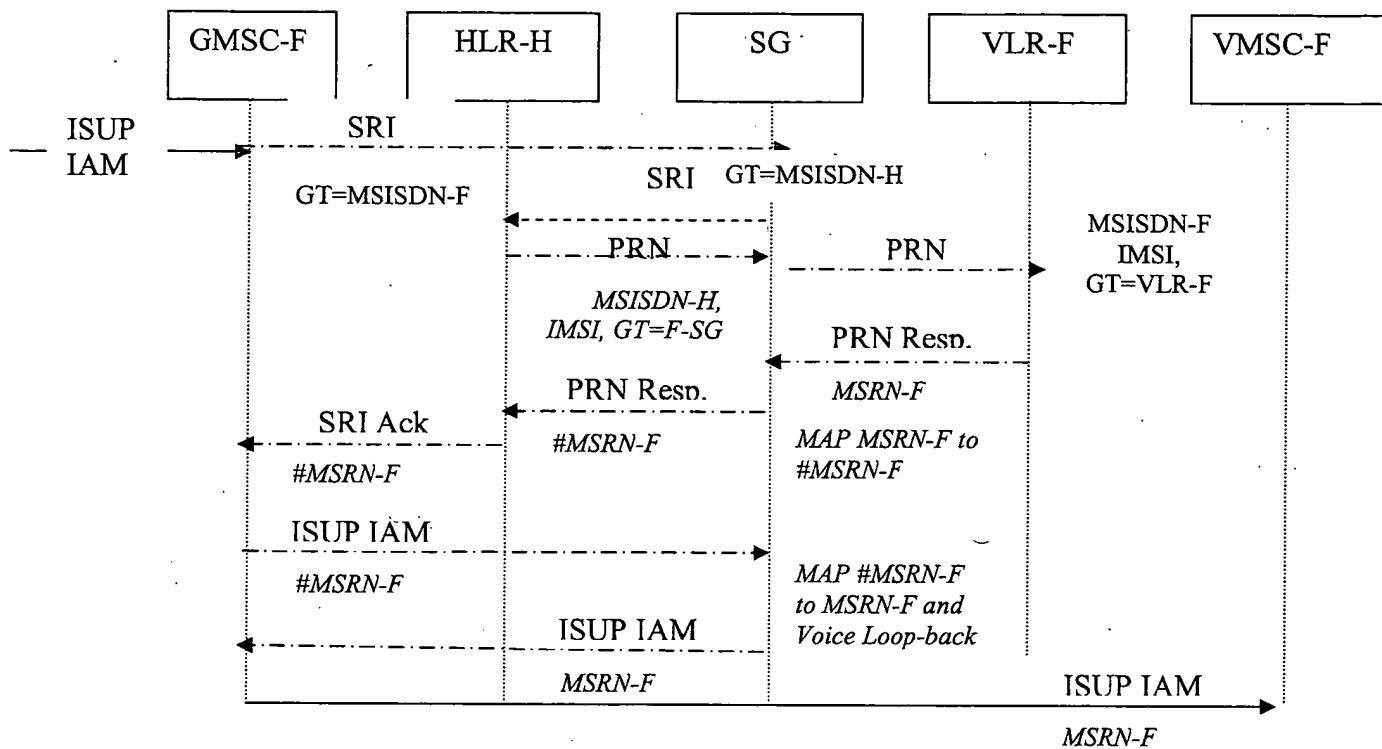 GMSC-F
HLR-H
SG
VLR-F
VMSC-F
ISUP
IAM
SRI
GT=MSISDN-F
SRI
GT=MSISDN-H
PRN
MSISDN-H,
IMSI, GT=F-SG
PRN
MSISDN-F
IMSI,
GT=VLR-F
PRN Resp.
MSRN-F
PRN Resp.
#MSRN-F
MAP MSRN-F to
#MSRN-F
SRI Ack
#MSRN-F
ISUP IAM
#MSRN-F
MAP #MSRN-F
to MSRN-F and
Voice Loop-back
ISUP IAM
MSRN-F
ISUP IAM
MSRN-F